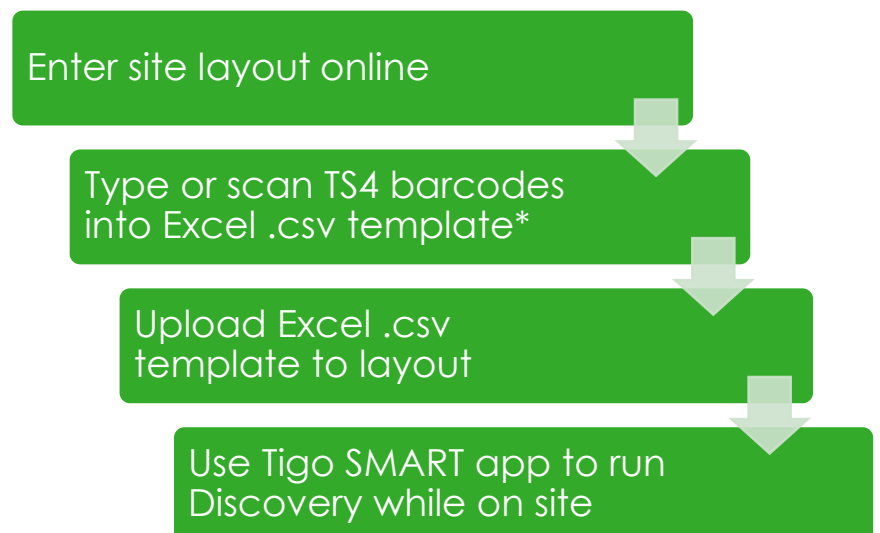 Enter site layout online
Type or scan TS4 barcodes
into Excel .csv template*
Upload Excel .csv
template to layout
Use Tigo SMART app to run
Discovery while on site